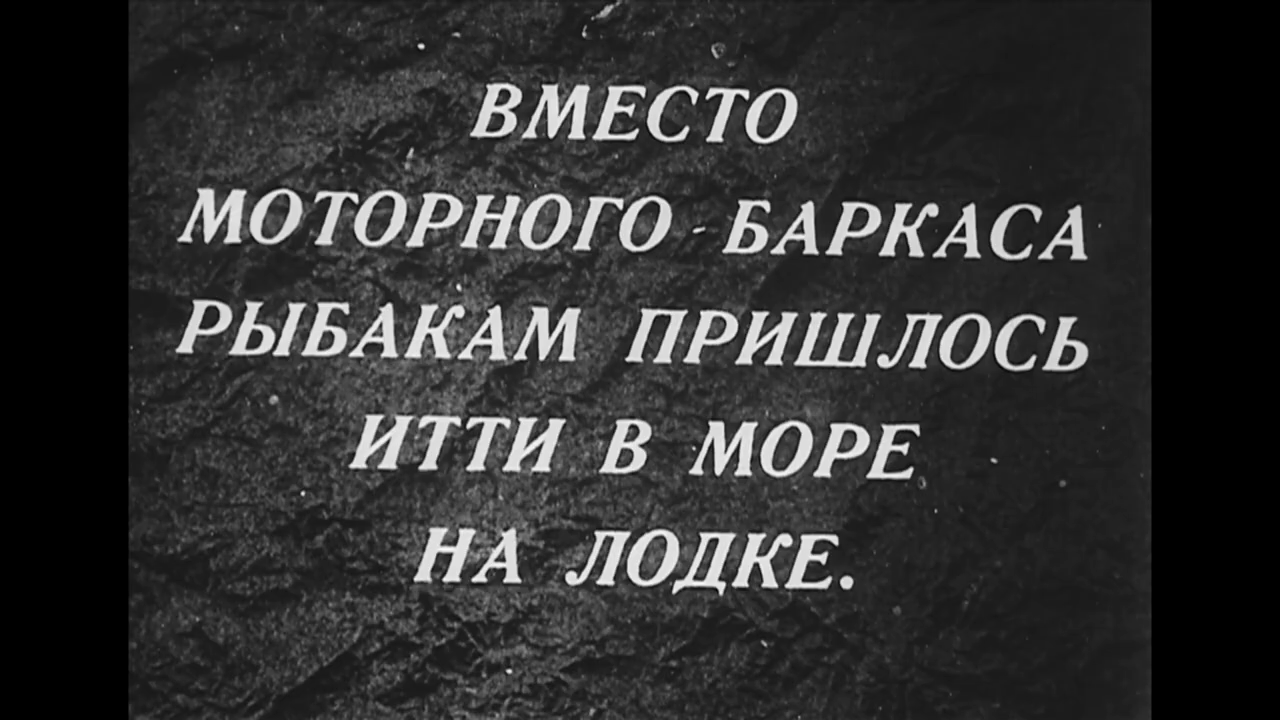 ВМЕСТО
МОТОРНОГО БАРКАСА
РЫБАКАМ ПРИШЛОСЬ
ИТТИ В МОРЕ
НА ЛОДКЕ.